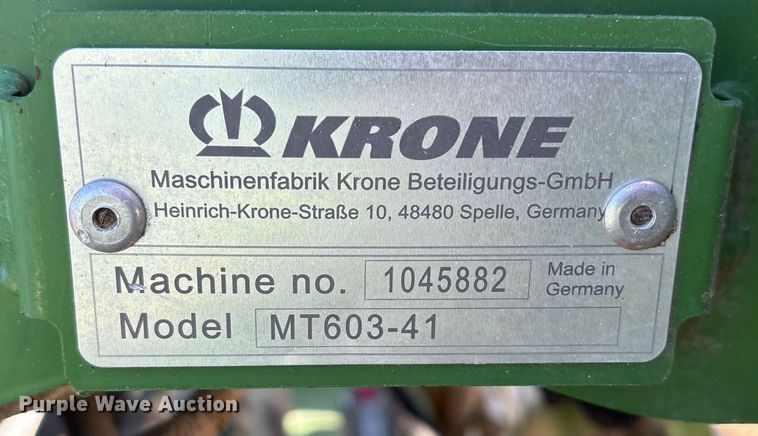 KRONE
Maschinenfabrik Krone Beteiligungs-GmbH
Heinrich-Krone-Straße 10, 48480 Spelle, Germany
Machine no. 1045882 Made in Germany
Model MT603-41
Purple Wave Auction